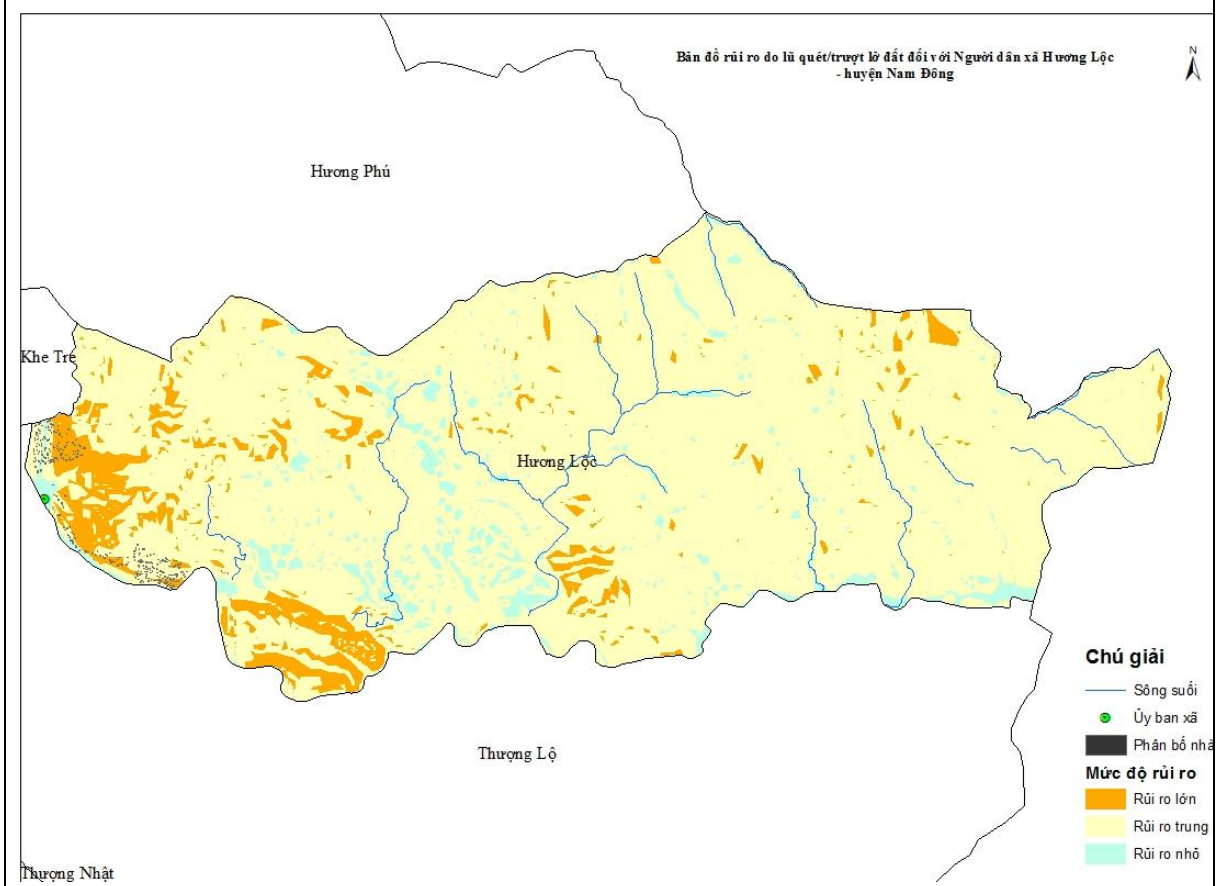 Bản đồ rủi ro do lũ quét/trượt lở đất đối với Người dân xã Hương Lộc
- huyện Nam Đông
N
Hương Phú
Khe Tre
Hương Lộc
Thượng Lộ
Thượng Nhật
Chú giải
Sông suối
Ủy ban xã
Phân bố nhà
Mức độ rủi ro
Rủi ro lớn
Rủi ro trung
Rủi ro nhỏ